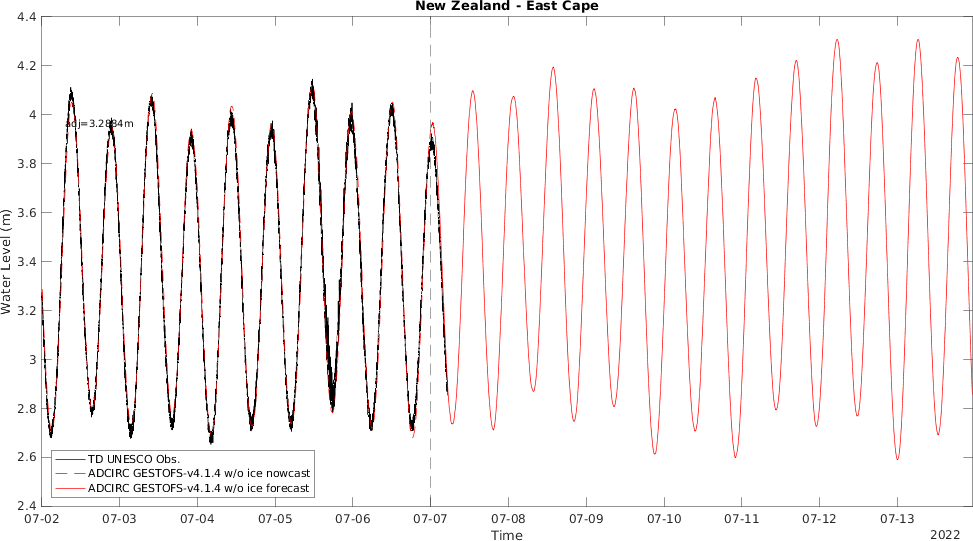 New Zealand - East Cape
4.4
4.2
4
3.8
3.6
3.4
3.2
3
2.8
2.6
2.4
Water Level (m)
adj=3.2884m
TD UNESCO Obs.
ADCIRC GESTOFS-v4.1.4 w/o ice nowcast
ADCIRC GESTOFS-v4.1.4 w/o ice forecast
07-02 07-03 07-04 07-05 07-06 07-07 07-08 07-09 07-10 07-11 07-12 07-13
Time
2022